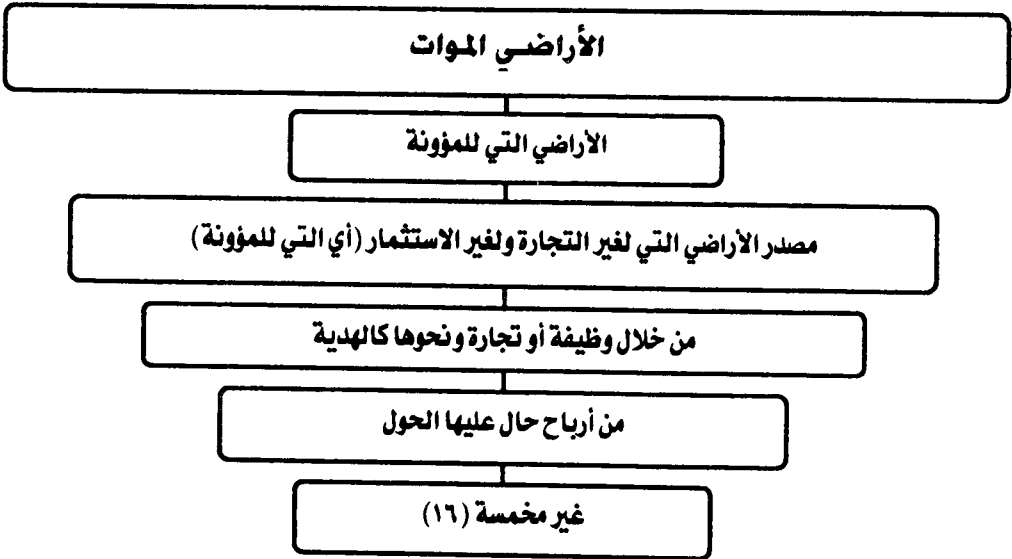 الأراضي الموات
الأراضي التي للمؤونة
مصدر الأراضي التي لغير التجارة ولغير الاستثمار (أي التي للمؤونة)
من خلال وظيفة أو تجارة ونحوها كالهدية
من أرباح حال عليها الحول
غير مخمسة (١٦)